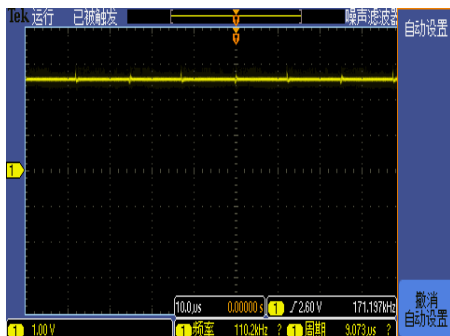 Tek 运行 已被触发 噪声滤波器
自动设置
1
10.0µs 0.00000 s 1 ∫ 2.60 V 171.197kHz
撤消
自动设置
1 1.00 V 1 频率 110.2kHz ? 1 周期 9.073µs ?